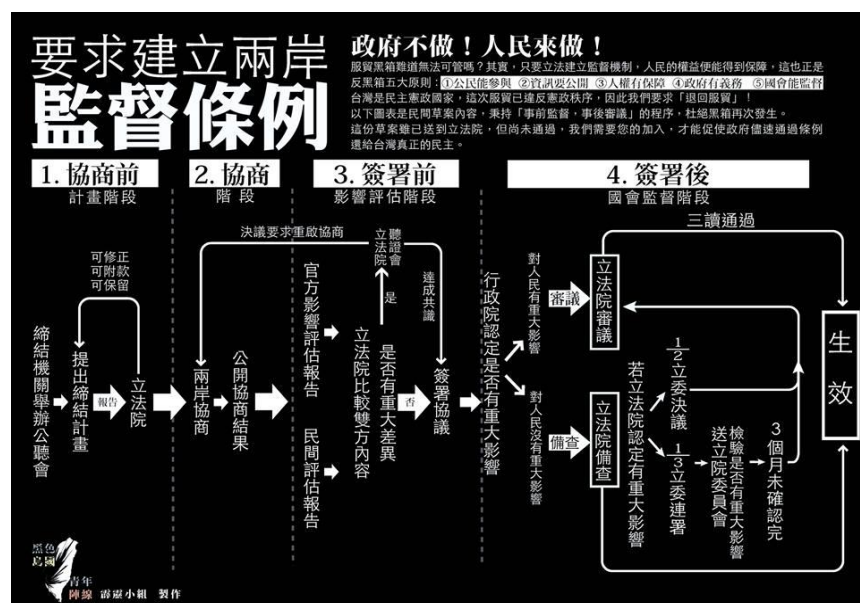 要求建立兩岸
監督條例
政府不做！人民來做！
服貿黑箱難道無法可管嗎？其實，只要立法建立監督機制，人民的權益便能得到保障，這也正是
反黑箱五大原則：①公民能參與 ②資訊要公開 ③人權有保障 ④政府有義務 ⑤國會能監督
台灣是民主憲政國家，這次服貿已違反憲政秩序，因此我們要求「退回服貿」！
以下圖表是民間草案內容，秉持「事前監督，事後審議」的程序，杜絕黑箱再次發生。
這份草案雖已送到立法院，但尚未通過，我們需要您的加入，才能促使政府儘速通過條例
還給台灣真正的民主。
1. 協商前
計畫階段
2. 協商
階段
3. 簽署前
影響評估階段
4. 簽署後
國會監督階段
可修正
可附款
可保留
締結機關舉辦公聽會
提出締結計畫
報告
立法院
決議要求重啟協商
兩岸協商
公開協商結果
官方影響評估報告
民間評估報告
立法院比較雙方內容
是否有重大差異
是
立法院
聽證會
達成共識
否
簽署協議
行政院認定是否有重大影響
對人民有重大影響
審議
立法院審議
三讀通過
對人民沒有重大影響
備查
立法院備查
若立法院認定有重大影響
1/2立委決議
1/3立委連署
送立院委員會
檢驗是否有重大影響
3個月未確認完
生效
黑色
島國
青年
陣線 霹靂小組 製作